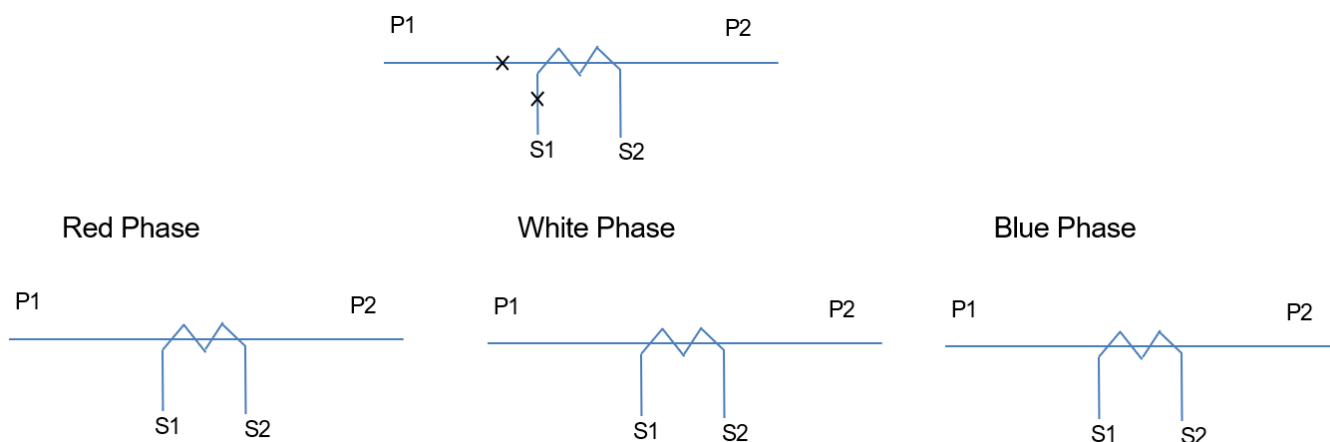 P1 P2
S1 S2
Red Phase White Phase Blue Phase
P1 P2 P1 P2 P1 P2
S1 S2 S1 S2 S1 S2